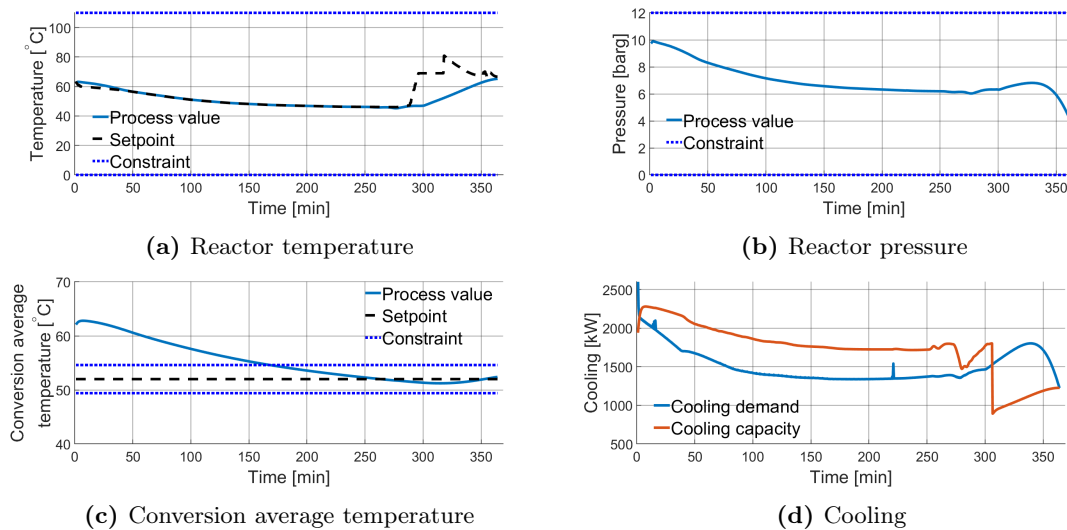 Temperature [°C]
100
80
60
40
20
0
Process value
Setpoint
Constraint
0 50 100 150 200 250 300 350
Time [min]
(a) Reactor temperature
Pressure [barg]
12
10
8
6
4
2
0
Process value
Constraint
0 50 100 150 200 250 300 350
Time [min]
(b) Reactor pressure
Conversion average
temperature [°C]
70
60
50
40
Process value
Setpoint
Constraint
0 50 100 150 200 250 300 350
Time [min]
(c) Conversion average temperature
Cooling [kW]
2500
2000
1500
1000
500
Cooling demand
Cooling capacity
0 50 100 150 200 250 300 350
Time [min]
(d) Cooling